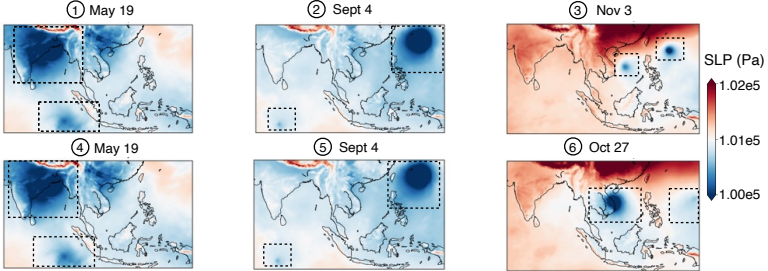 ① May 19
② Sept 4
③ Nov 3
SLP (Pa)
1.02e5
1.01e5
1.00e5
④ May 19
⑤ Sept 4
⑥ Oct 27